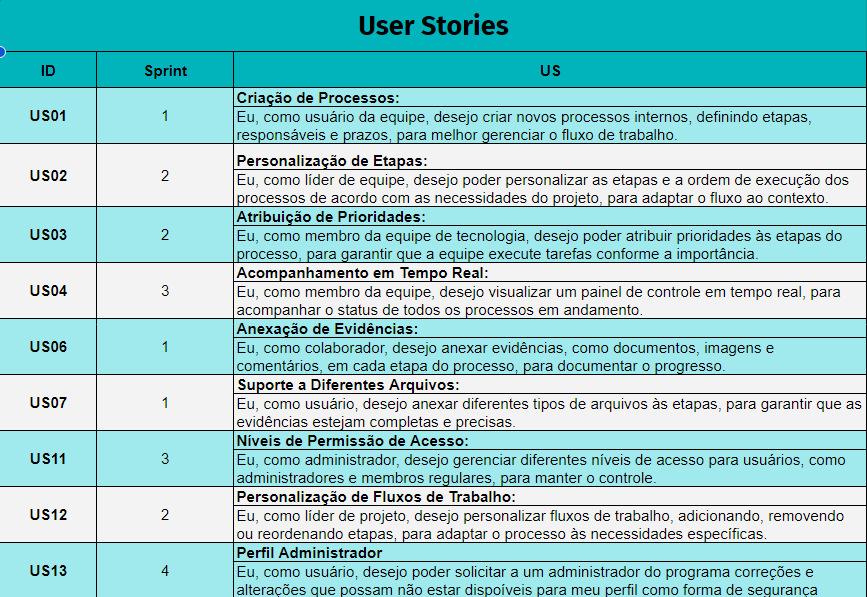 User Stories
ID Sprint US
Criação de Processos:
US01 1 Eu, como usuário da equipe, desejo criar novos processos internos, definindo etapas,
responsáveis e prazos, para melhor gerenciar o fluxo de trabalho.
Personalização de Etapas:
US02 2 Eu, como líder de equipe, desejo poder personalizar as etapas e a ordem de execução dos
processos de acordo com as necessidades do projeto, para adaptar o fluxo ao contexto.
Atribuição de Prioridades:
US03 2 Eu, como membro da equipe de tecnologia, desejo poder atribuir prioridades às etapas do
processo, para garantir que a equipe execute tarefas conforme a importância.
Acompanhamento em Tempo Real:
US04 3 Eu, como membro da equipe, desejo visualizar um painel de controle em tempo real, para
acompanhar o status de todos os processos em andamento.
Anexação de Evidências:
US06 1 Eu, como colaborador, desejo anexar evidências, como documentos, imagens e
comentários, em cada etapa do processo, para documentar o progresso.
Suporte a Diferentes Arquivos:
US07 1 Eu, como usuário, desejo anexar diferentes tipos de arquivos às etapas, para garantir que as
evidências estejam completas e precisas.
Níveis de Permissão de Acesso:
US11 3 Eu, como administrador, desejo gerenciar diferentes níveis de acesso para usuários, como
administradores e membros regulares, para manter o controle.
Personalização de Fluxos de Trabalho:
US12 2 Eu, como líder de projeto, desejo personalizar fluxos de trabalho, adicionando, removendo
ou reordenando etapas, para adaptar o processo às necessidades específicas.
Perfil Administrador
US13 4 Eu, como usuário, desejo poder solicitar a um administrador do programa correções e
alterações que possam não estar dispoíveis para meu perfil como forma de segurança